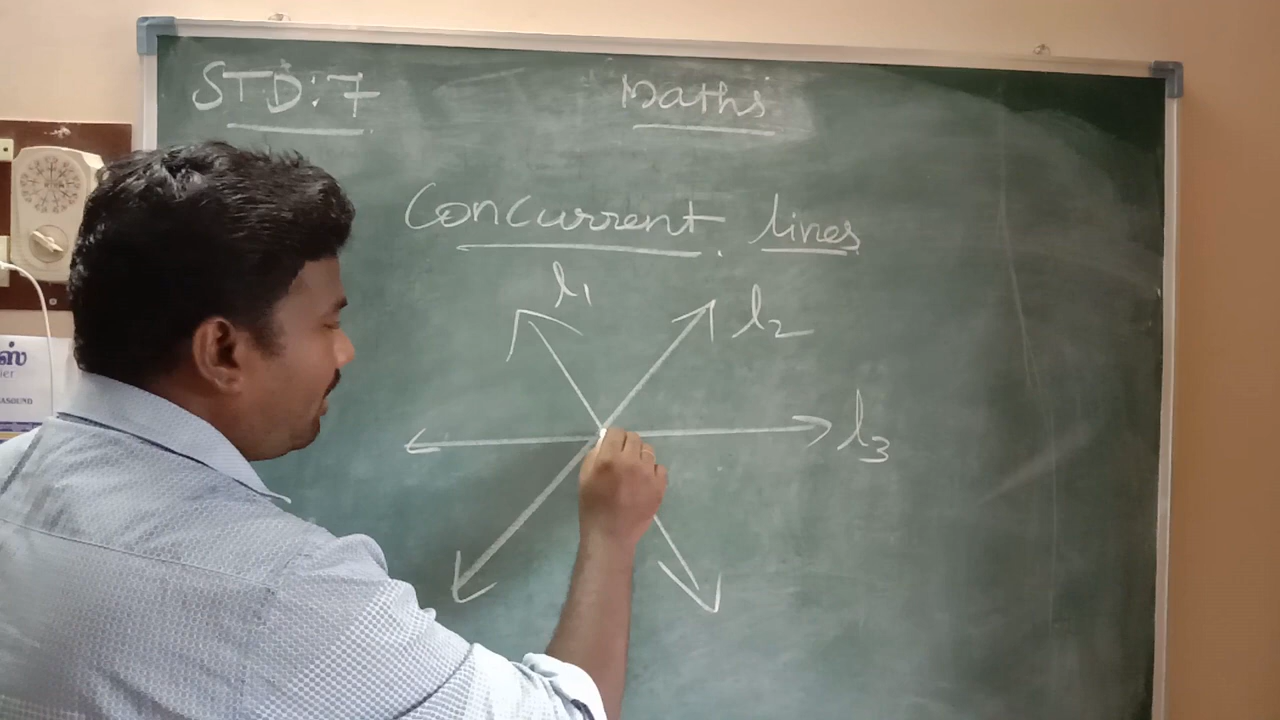 STD: 7
Maths
Concurrent lines
l1
l2
l3
ஸ்